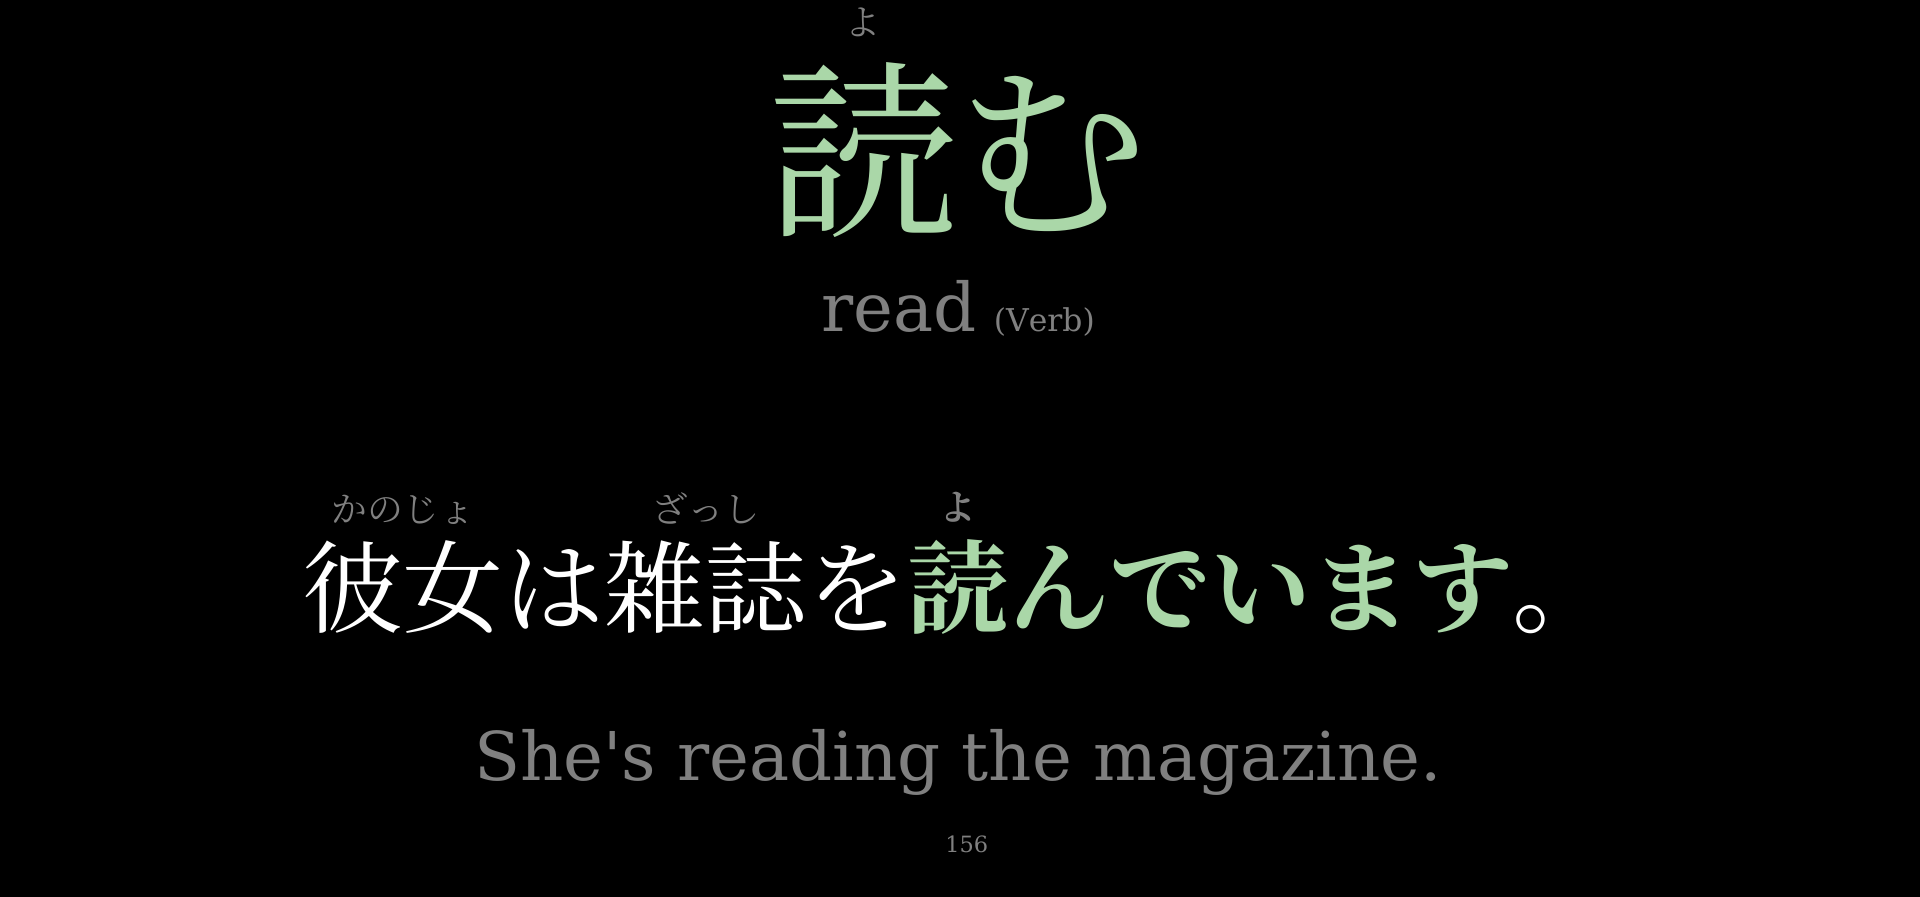 よ
読む
read (Verb)
かのじょ ざっし よ
彼女は雑誌を読んでいます。
She's reading the magazine.
156